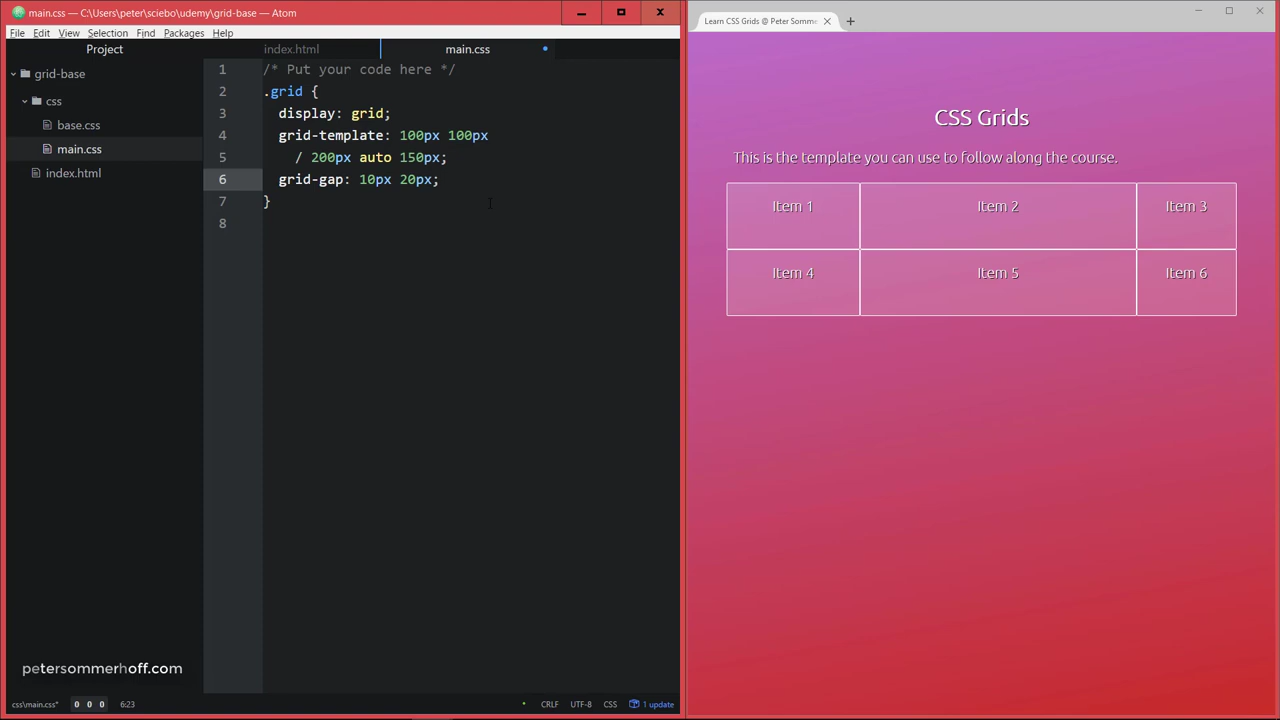 main.css — C:\Users\peter\sciebo\udemy\grid-base — Atom
File Edit View Selection Find Packages Help
Project
index.html
main.css
grid-base
css
base.css
main.css
index.html
1 /* Put your code here */
2 .grid {
3 display: grid;
4 grid-template: 100px 100px
5 / 200px auto 150px;
6 grid-gap: 10px 20px;
7 }
8
petersommerhoff.com
css\main.css* 0 0 0 6:23 CRLF UTF-8 CSS 1 update
Learn CSS Grids @ Peter Somme
CSS Grids
This is the template you can use to follow along the course.
Item 1 Item 2 Item 3
Item 4 Item 5 Item 6